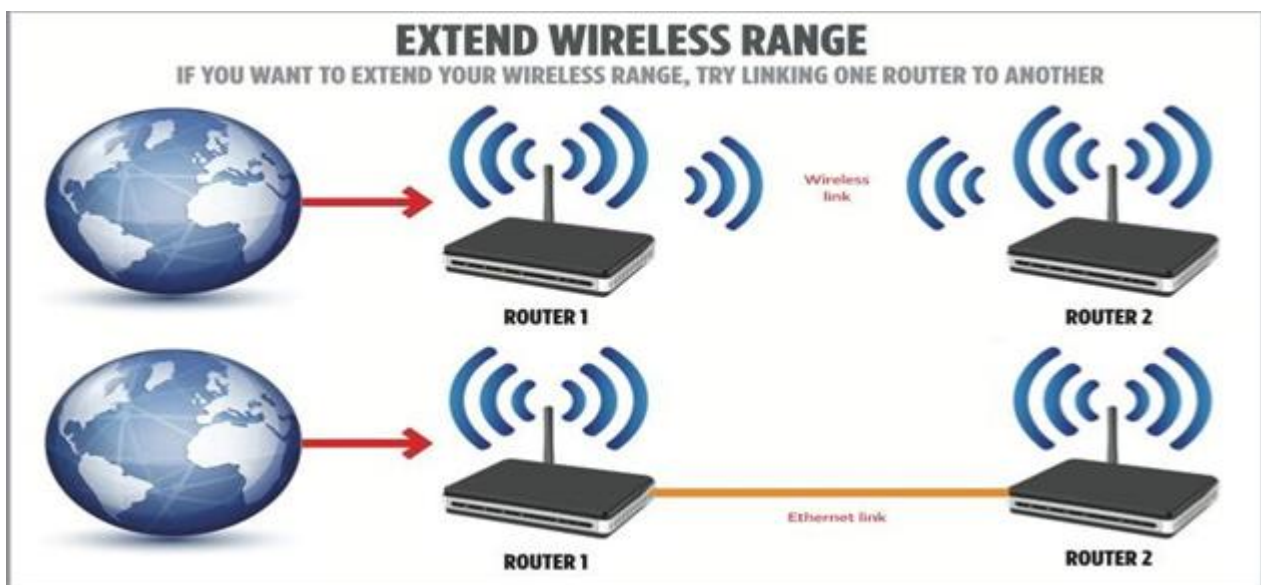 EXTEND WIRELESS RANGE
IF YOU WANT TO EXTEND YOUR WIRELESS RANGE, TRY LINKING ONE ROUTER TO ANOTHER
Wireless
link
ROUTER 1
ROUTER 2
Ethernet link
ROUTER 1
ROUTER 2